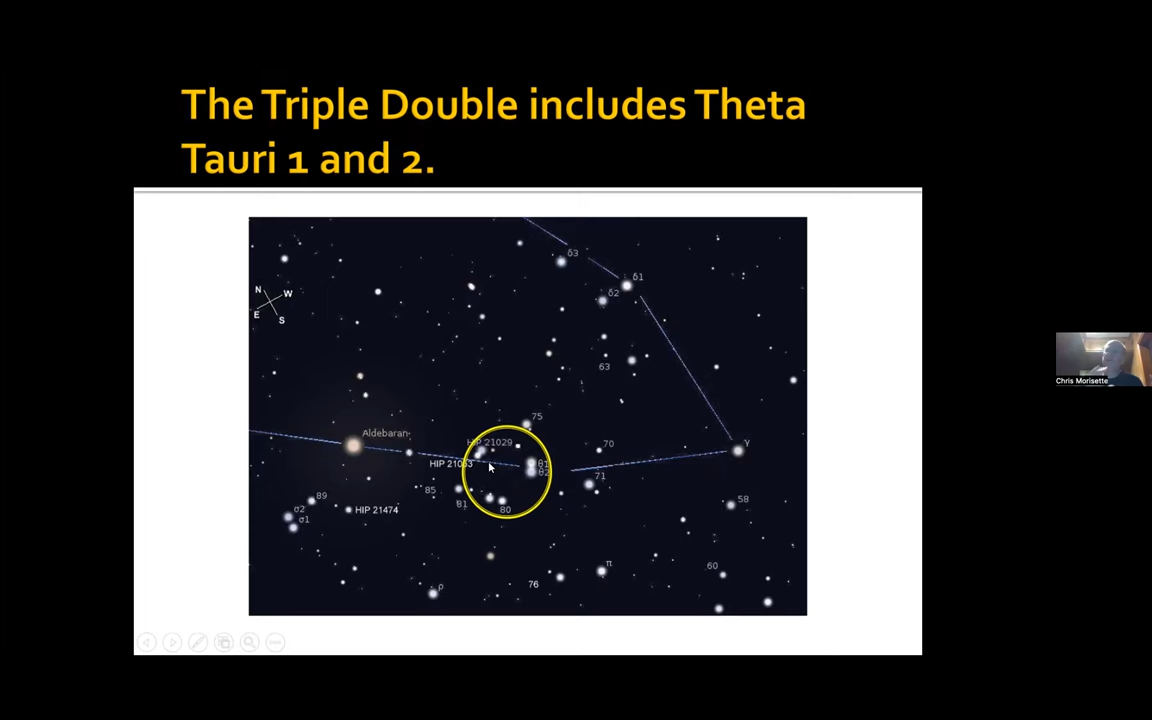 The Triple Double includes Theta
Tauri 1 and 2.
δ3
δ1
δ2
N
W
E
S
63
75
Aldebaran
HIP 21029
70
γ
HIP 21053
θ1
θ2
71
85
89
81
80
58
σ2
σ1
HIP 21474
π
60
76
ρ
Chris Morisette